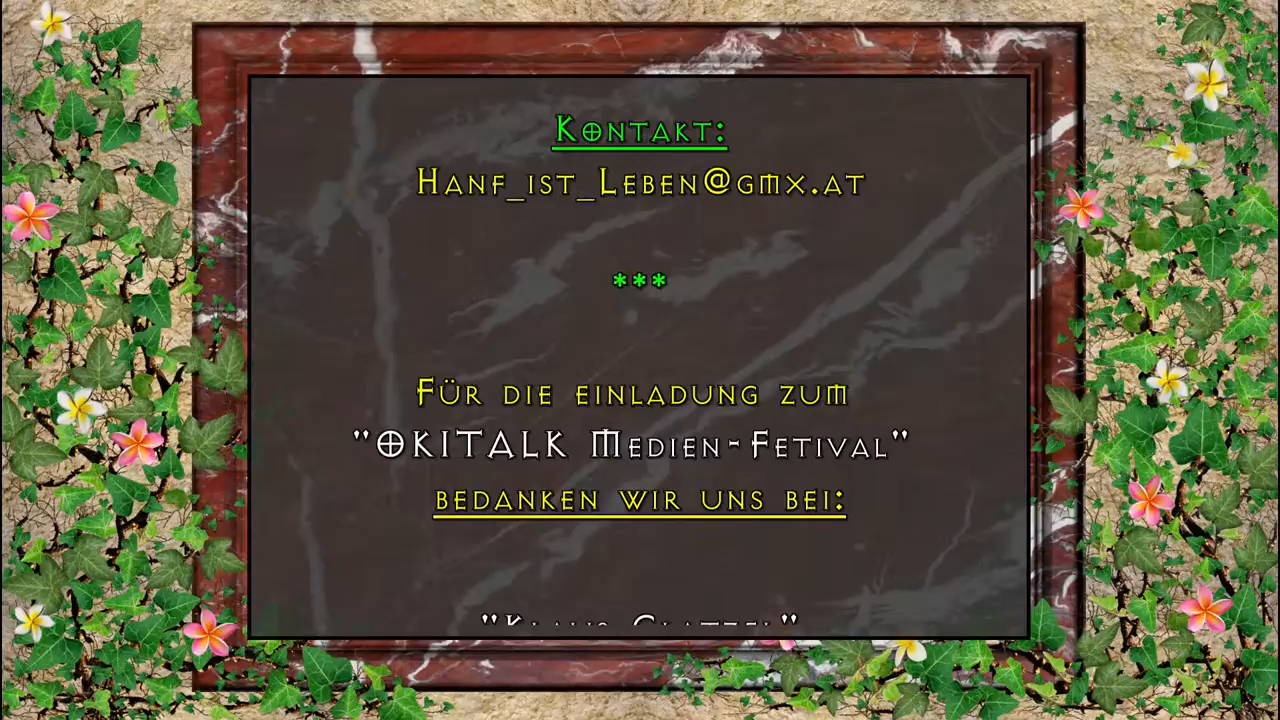 Kontakt:
Hanf_ist_Leben@gmx.at
***
Für die einladung zum
"OKITALK Medien-Fetival"
bedanken wir uns bei: